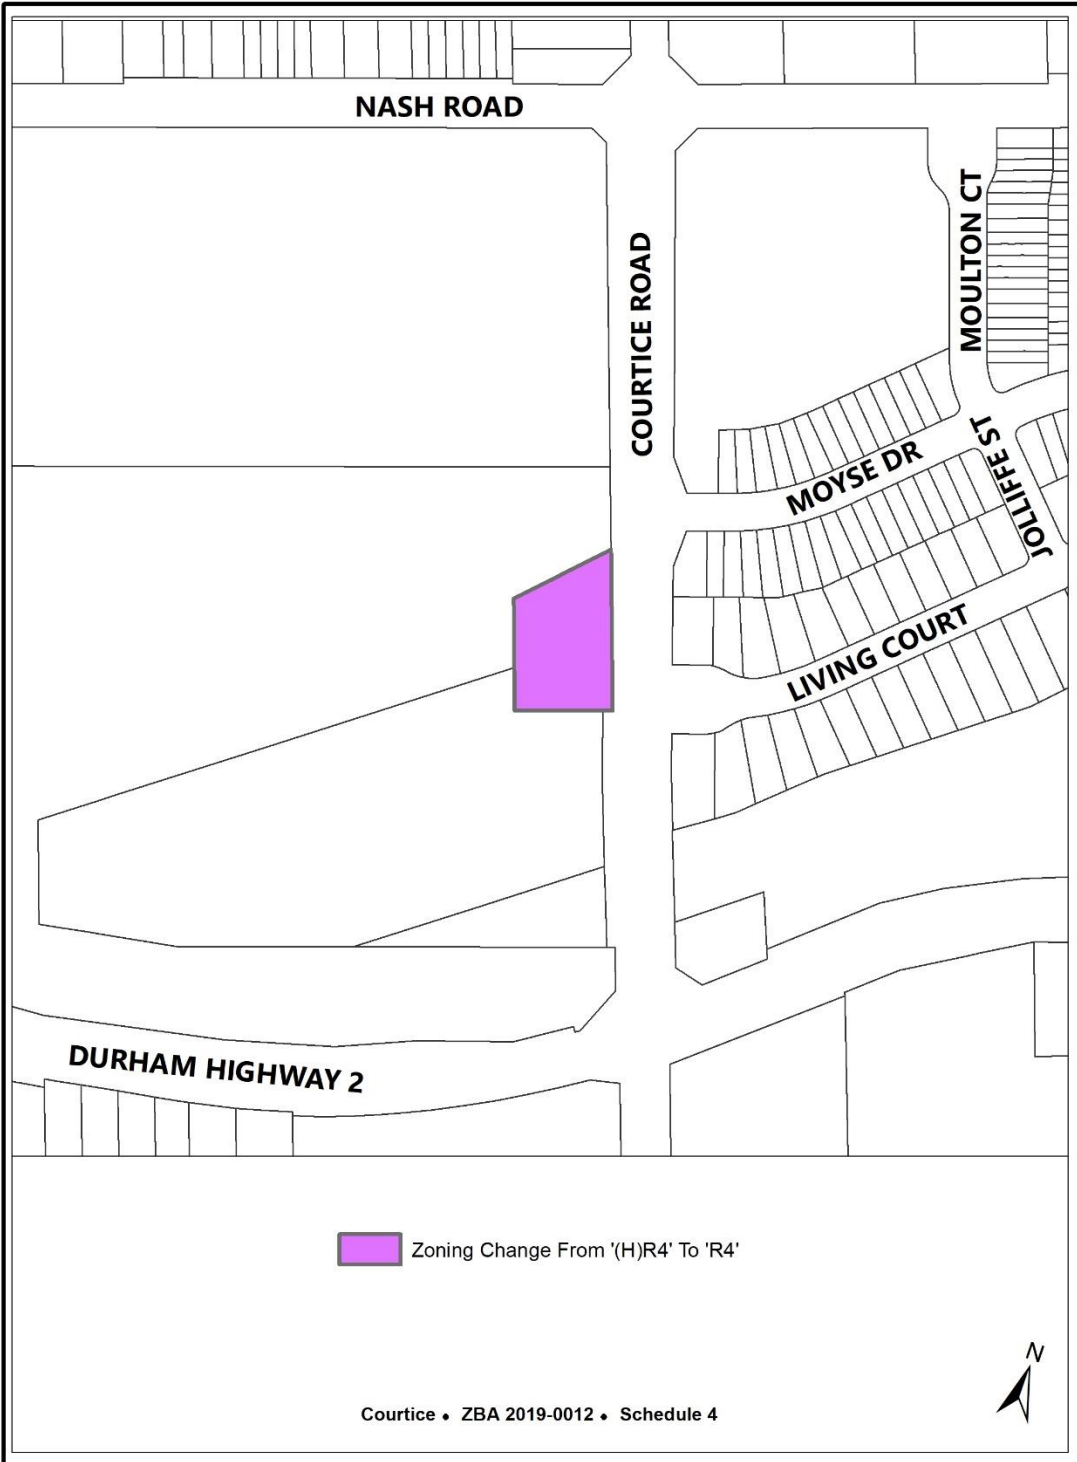 NASH ROAD
COURTICE ROAD
MOULTON CT
MOYSE DR
JOLLIFFE ST
LIVING COURT
DURHAM HIGHWAY 2
Zoning Change From '(H)R4' To 'R4'
N
Courtice • ZBA 2019-0012 • Schedule 4